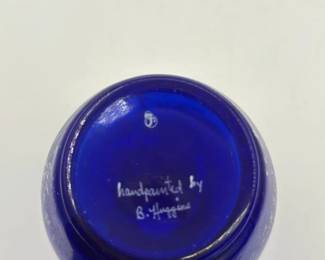 handpainted by
B. Huggins